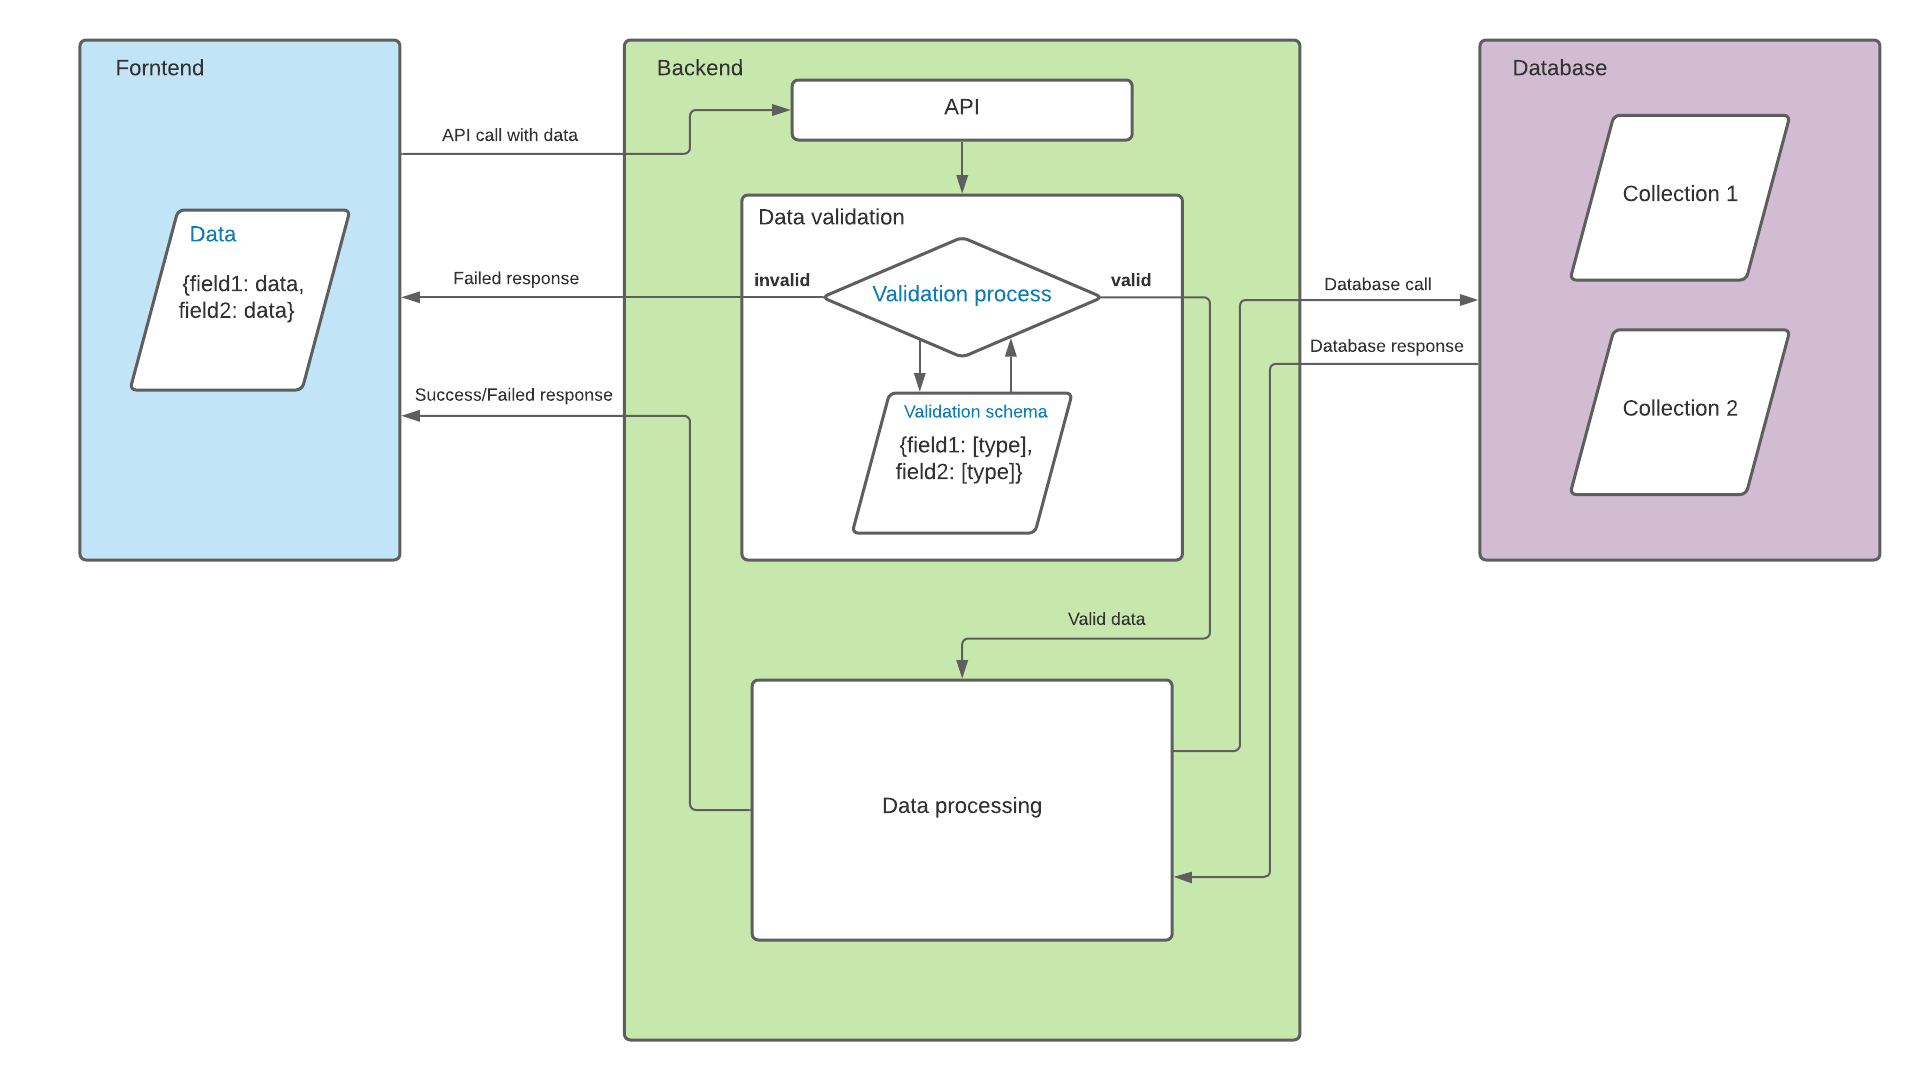 Forntend
Data
{field1: data,
field2: data}
API call with data
Failed response
Success/Failed response
Backend
API
Data validation
invalid
Validation process
valid
Validation schema
{field1: [type],
field2: [type]}
Valid data
Data processing
Database call
Database response
Database
Collection 1
Collection 2